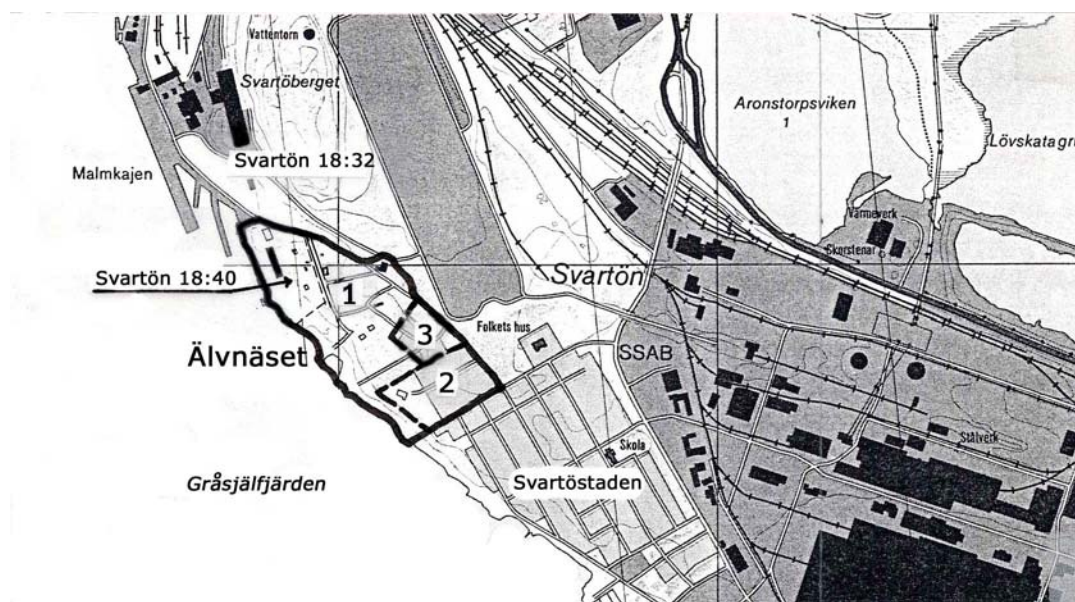 Vattentorn
Svartöberget
Aronstorpsviken
1
Lövskatagru
Malmkajen
Svartön 18:32
Värmeverk
Skorstenar
Svartön
Svartön 18:40
1
3
Folkets hus
Älvnäset
SSAB
2
Stålverk
Skola
Gråsjälfjärden
Svartöstaden